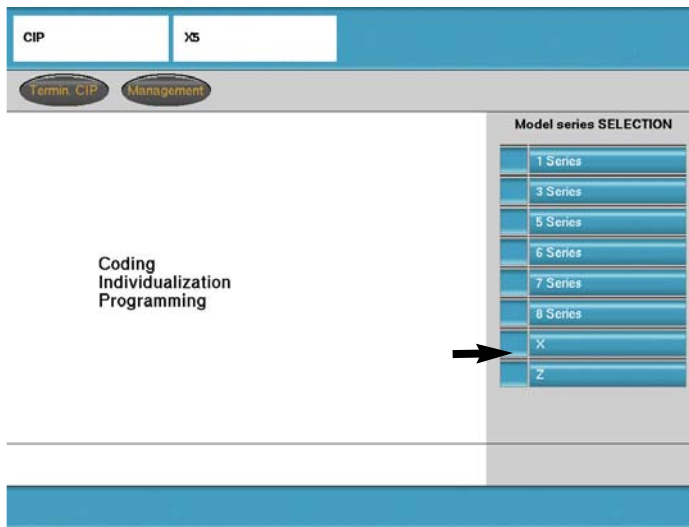 CIP
X5
Termin. CIP
Management
Model series SELECTION
1 Series
3 Series
5 Series
6 Series
7 Series
8 Series
X
Z
Coding
Individualization
Programming